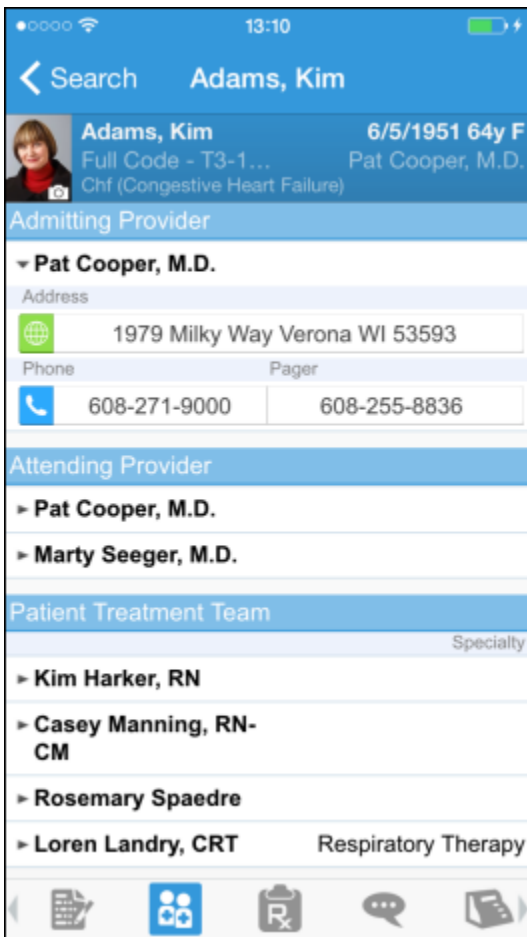 13:10
Search Adams, Kim
Adams, Kim 6/5/1951 64y F
Full Code - T3-1... Pat Cooper, M.D.
Chf (Congestive Heart Failure)
Admitting Provider
Pat Cooper, M.D.
Address
1979 Milky Way Verona WI 53593
Phone Pager
608-271-9000 608-255-8836
Attending Provider
Pat Cooper, M.D.
Marty Seeger, M.D.
Patient Treatment Team
Specialty
Kim Harker, RN
Casey Manning, RN-
CM
Rosemary Spaedre
Loren Landry, CRT Respiratory Therapy
Rx